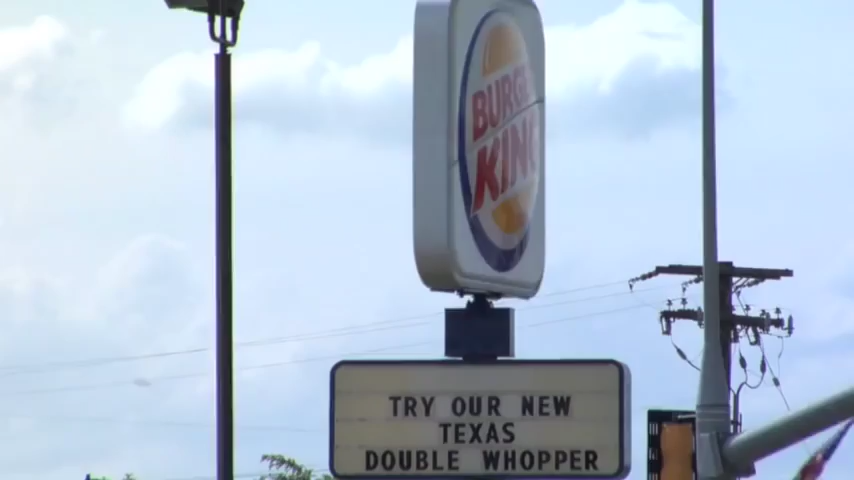 BURGER
KING
TRY OUR NEW
TEXAS
DOUBLE WHOPPER